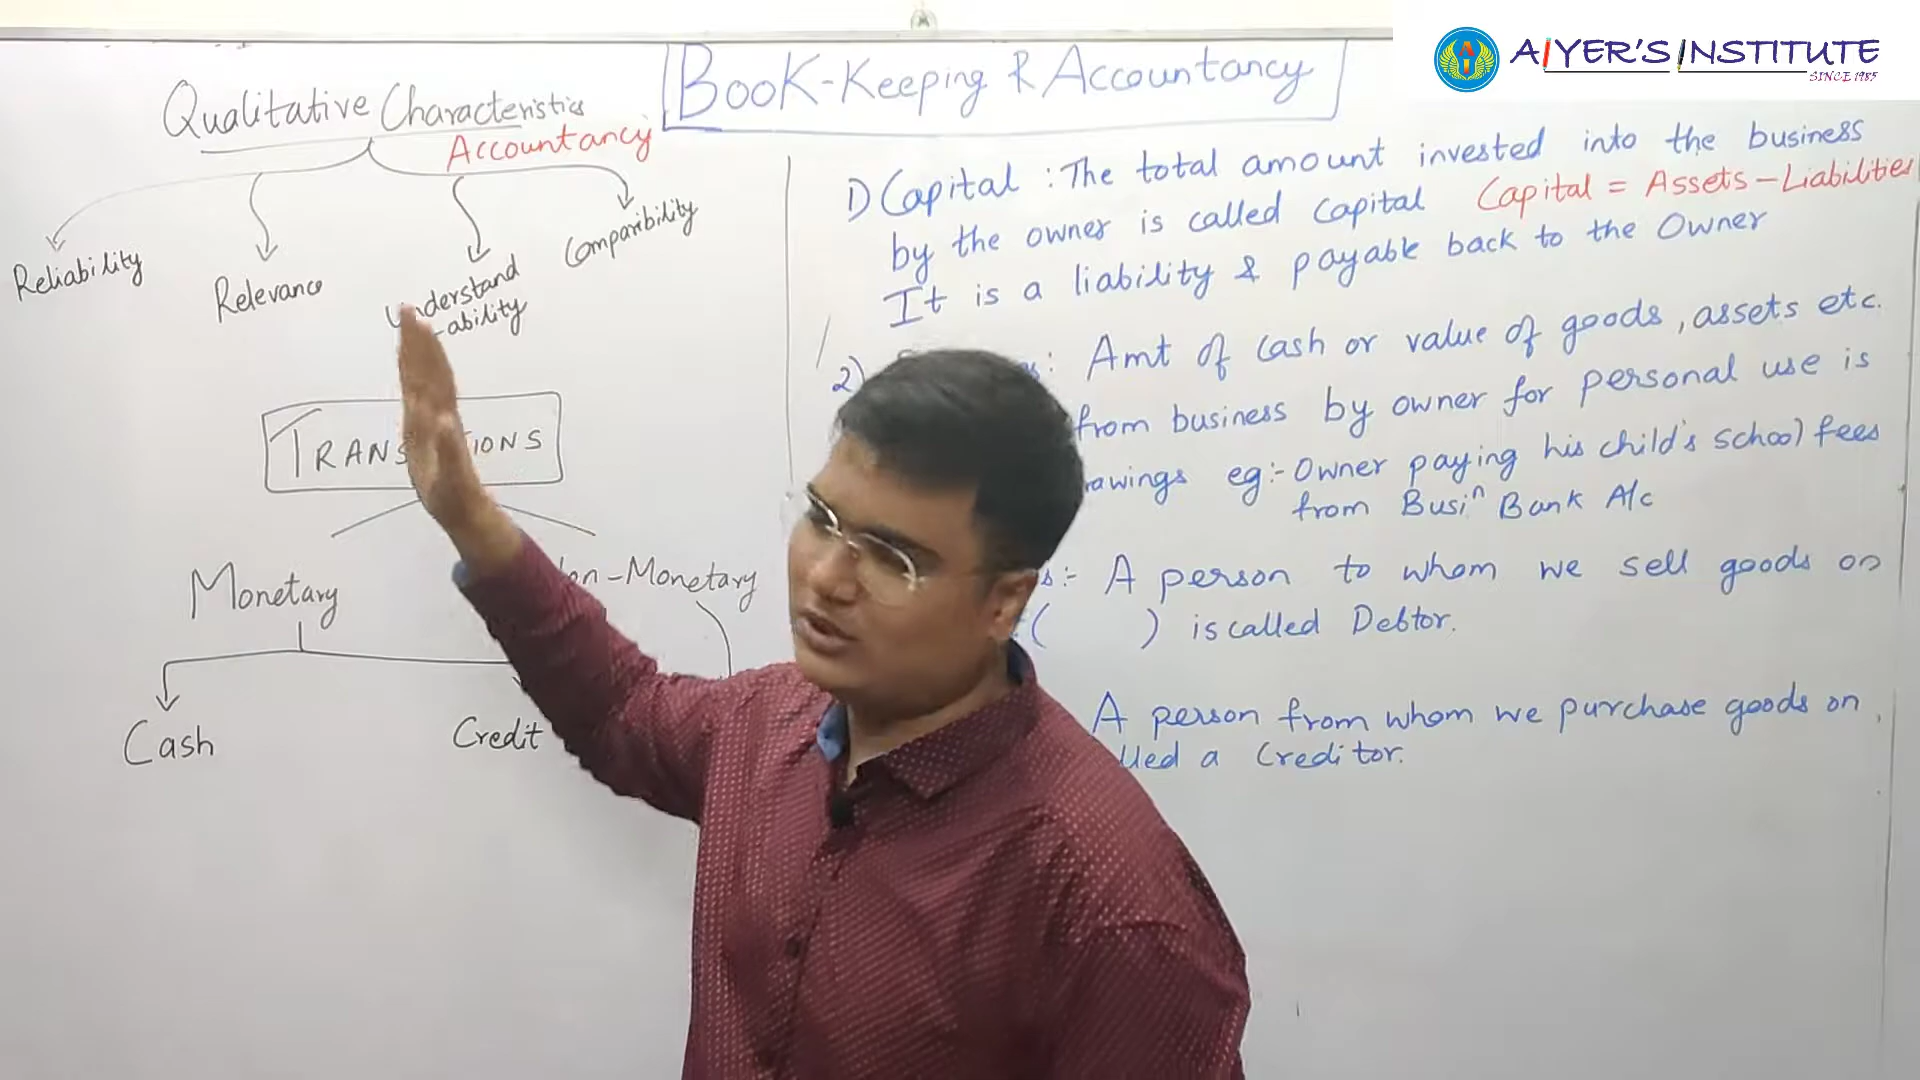 AIYER'S INSTITUTE
SINCE 1985
BooK-Keeping & Accountancy
Qualitative Characteristics
Accountancy
Reliability
Relevance
Understand
-ability
Comparibility
TRANS TIONS
Monetary
on-Monetary
Cash
Credit
1) Capital : The total amount invested into the business
by the owner is called Capital Capital = Assets - Liabilities
It is a liability & payable back to the Owner
2) : Amt of cash or value of goods, assets etc.
from business by owner for personal use is
rawings eg:- Owner paying his child's school fees
from Busiⁿ Bank A/c
s:- A person to whom we sell goods on
( ) is called Debtor.
A person from whom we purchase goods on,
lled a Creditor.